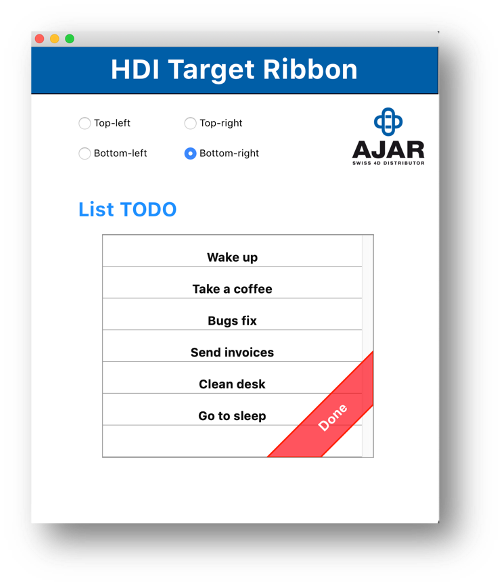 HDI Target Ribbon
Top-left
Top-right
Bottom-left
Bottom-right
AJAR
SWISS 4D DISTRIBUTOR
List TODO
Wake up
Take a coffee
Bugs fix
Send invoices
Clean desk
Go to sleep
Done